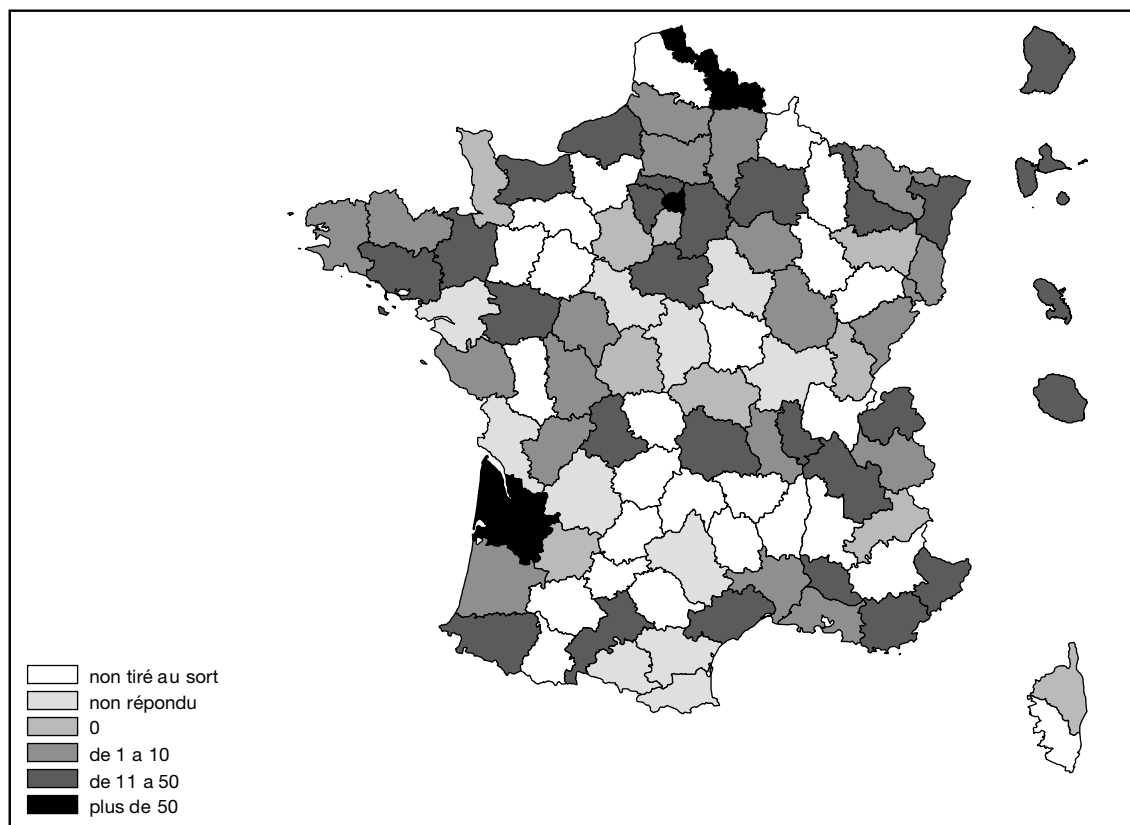 non tiré au sort
non répondu
0
de 1 a 10
de 11 a 50
plus de 50